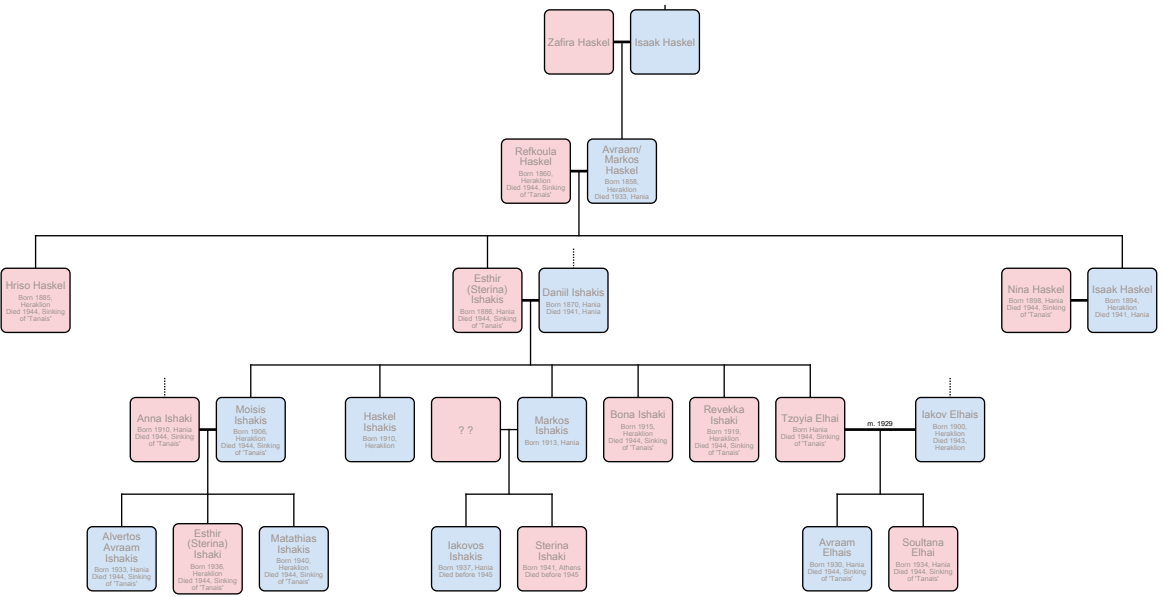 Zafira Haskel
Isaak Haskel
Refkoula
Haskel
Born 1860,
Heraklion
Died 1944, Sinking
of 'Tanais'
Avraam/
Markos
Haskel
Born 1858,
Heraklion
Died 1933, Hania
Hriso Haskel
Born 1885,
Heraklion
Died 1944, Sinking
of 'Tanais'
Esthir
(Sterina)
Ishakis
Born 1886, Hania
Died 1944, Sinking
of 'Tanais'
Daniil Ishakis
Born 1870, Hania
Died 1941, Hania
Nina Haskel
Born 1898, Hania
Died 1944,
Sinking of
'Tanais'
Isaak Haskel
Born 1894,
Heraklion
Died 1941, Hania
Anna Ishaki
Born 1910, Hania
Died 1944, Sinking
of 'Tanais'
Moisis
Ishakis
Born 1908,
Heraklion
Died 1944, Sinking
of 'Tanais'
Haskel
Ishakis
Born 1910,
Heraklion
? ?
Markos
Ishakis
Born 1913, Hania
Bona Ishaki
Born 1915,
Heraklion
Died 1944, Sinking
of 'Tanais'
Revekka
Ishaki
Born 1919,
Heraklion
Died 1944, Sinking
of 'Tanais'
Tzoyia Elhai
Born Hania
Died 1944, Sinking
of 'Tanais'
m. 1929
Iakov Elhais
Born 1900,
Heraklion
Died 1943,
Heraklion
Alvertos
Avraam
Ishakis
Born 1933, Hania
Died 1944, Sinking
of 'Tanais'
Esthir
(Sterina)
Ishaki
Born 1936,
Heraklion
Died 1944, Sinking
of 'Tanais'
Matathias
Ishakis
Born 1940,
Heraklion
Died 1944, Sinking
of 'Tanais'
Iakovos
Ishakis
Born 1937, Hania
Died before 1945
Sterina
Ishaki
Born 1941, Athens
Died before 1945
Avraam
Elhais
Born 1930, Hania
Died 1944, Sinking
of 'Tanais'
Soultana
Elhai
Born 1934, Hania
Died 1944, Sinking
of 'Tanais'